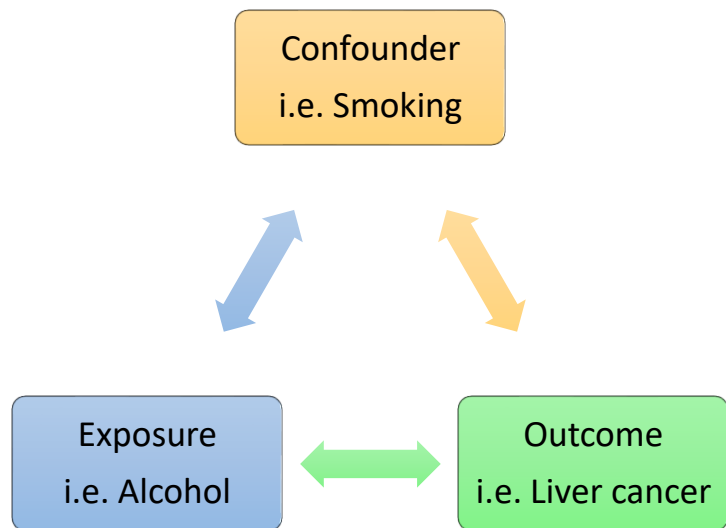 Confounder
i.e. Smoking
Exposure
i.e. Alcohol
Outcome
i.e. Liver cancer